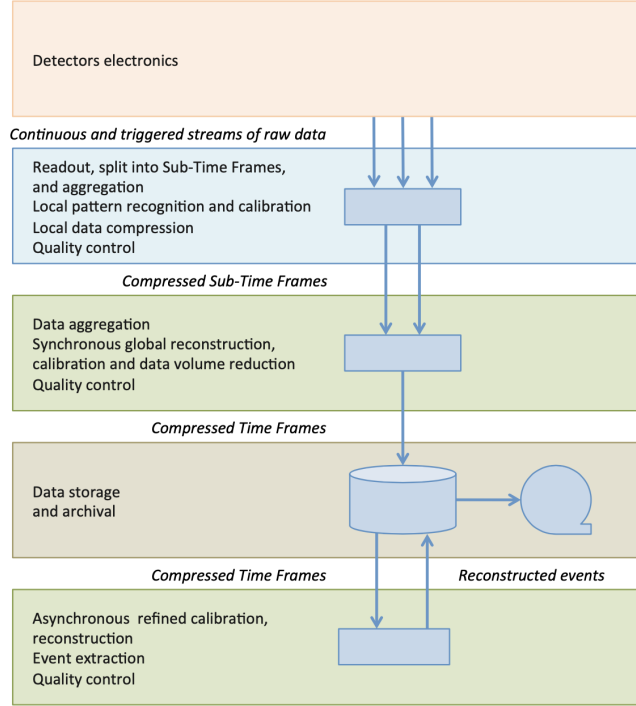 Detectors electronics
Continuous and triggered streams of raw data
Readout, split into Sub-Time Frames,
and aggregation
Local pattern recognition and calibration
Local data compression
Quality control
Compressed Sub-Time Frames
Data aggregation
Synchronous global reconstruction,
calibration and data volume reduction
Quality control
Compressed Time Frames
Data storage
and archival
Compressed Time Frames
Reconstructed events
Asynchronous refined calibration,
reconstruction
Event extraction
Quality control